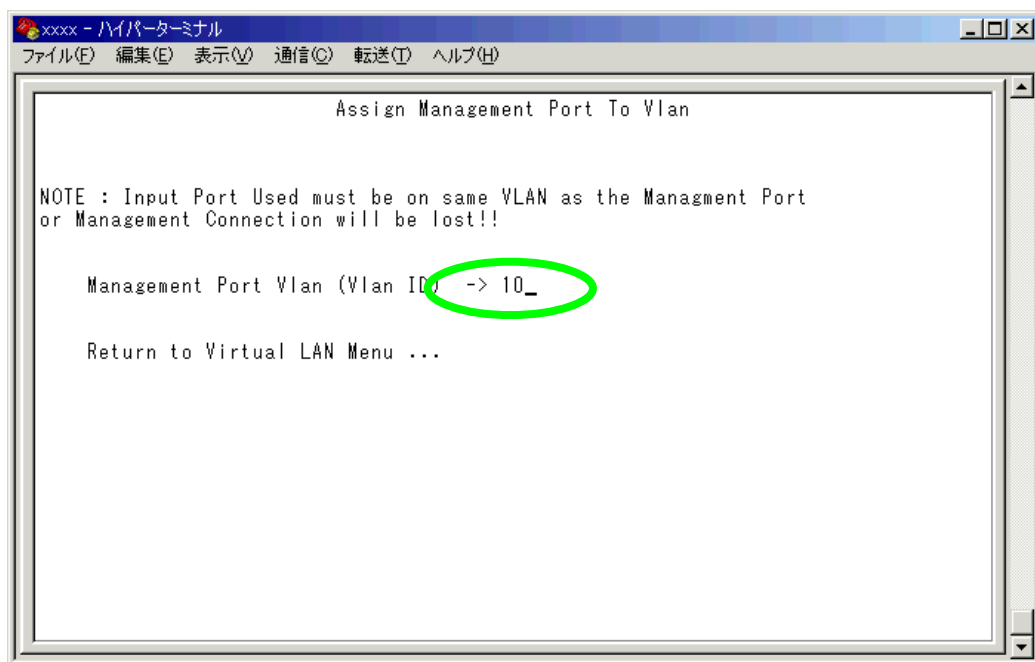 xxxx - ハイパーターミナル
ファイル(F) 編集(E) 表示(V) 通信(C) 転送(T) ヘルプ(H)
Assign Management Port To Vlan
NOTE : Input Port Used must be on same VLAN as the Managment Port
or Management Connection will be lost!!
Management Port Vlan (Vlan ID) -> 10_
Return to Virtual LAN Menu ...